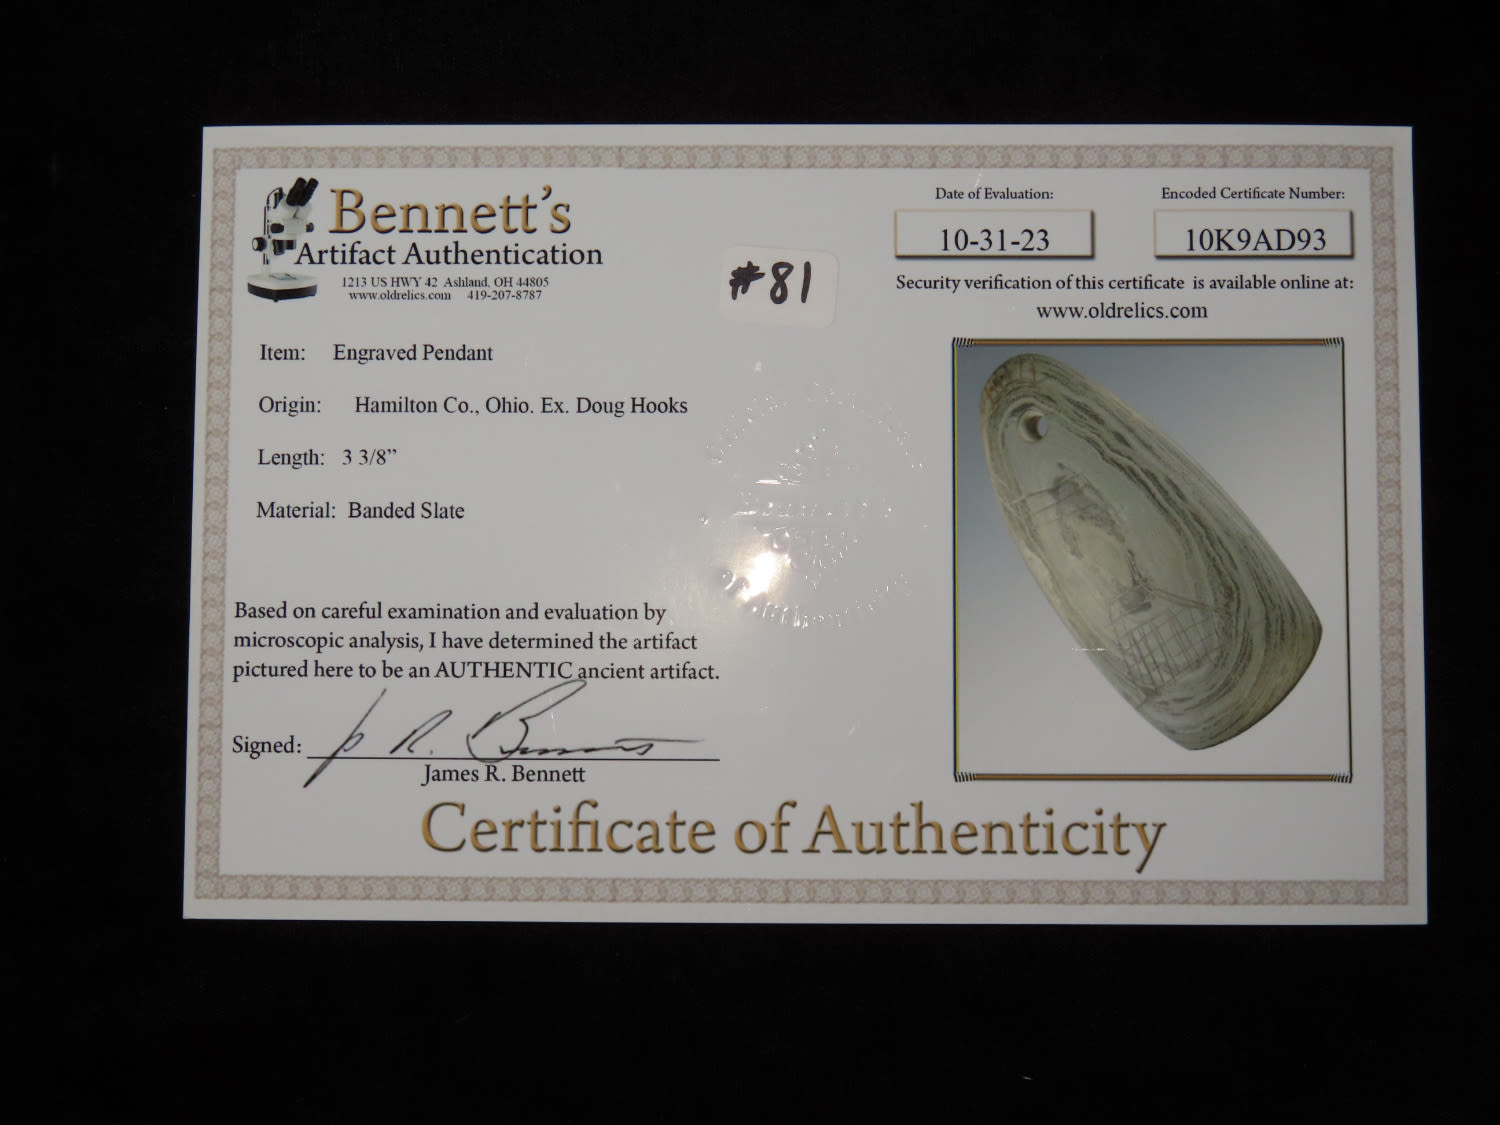 Bennett's
Artifact Authentication
1213 US HWY 42 Ashland, OH 44805
www.oldrelics.com 419-207-8787
#81
Date of Evaluation:
10-31-23
Encoded Certificate Number:
10K9AD93
Security verification of this certificate is available online at:
www.oldrelics.com
Item: Engraved Pendant
Origin: Hamilton Co., Ohio. Ex. Doug Hooks
Length: 3 3/8”
Material: Banded Slate
Based on careful examination and evaluation by
microscopic analysis, I have determined the artifact
pictured here to be an AUTHENTIC ancient artifact.
Signed:
James R. Bennett
Certificate of Authenticity